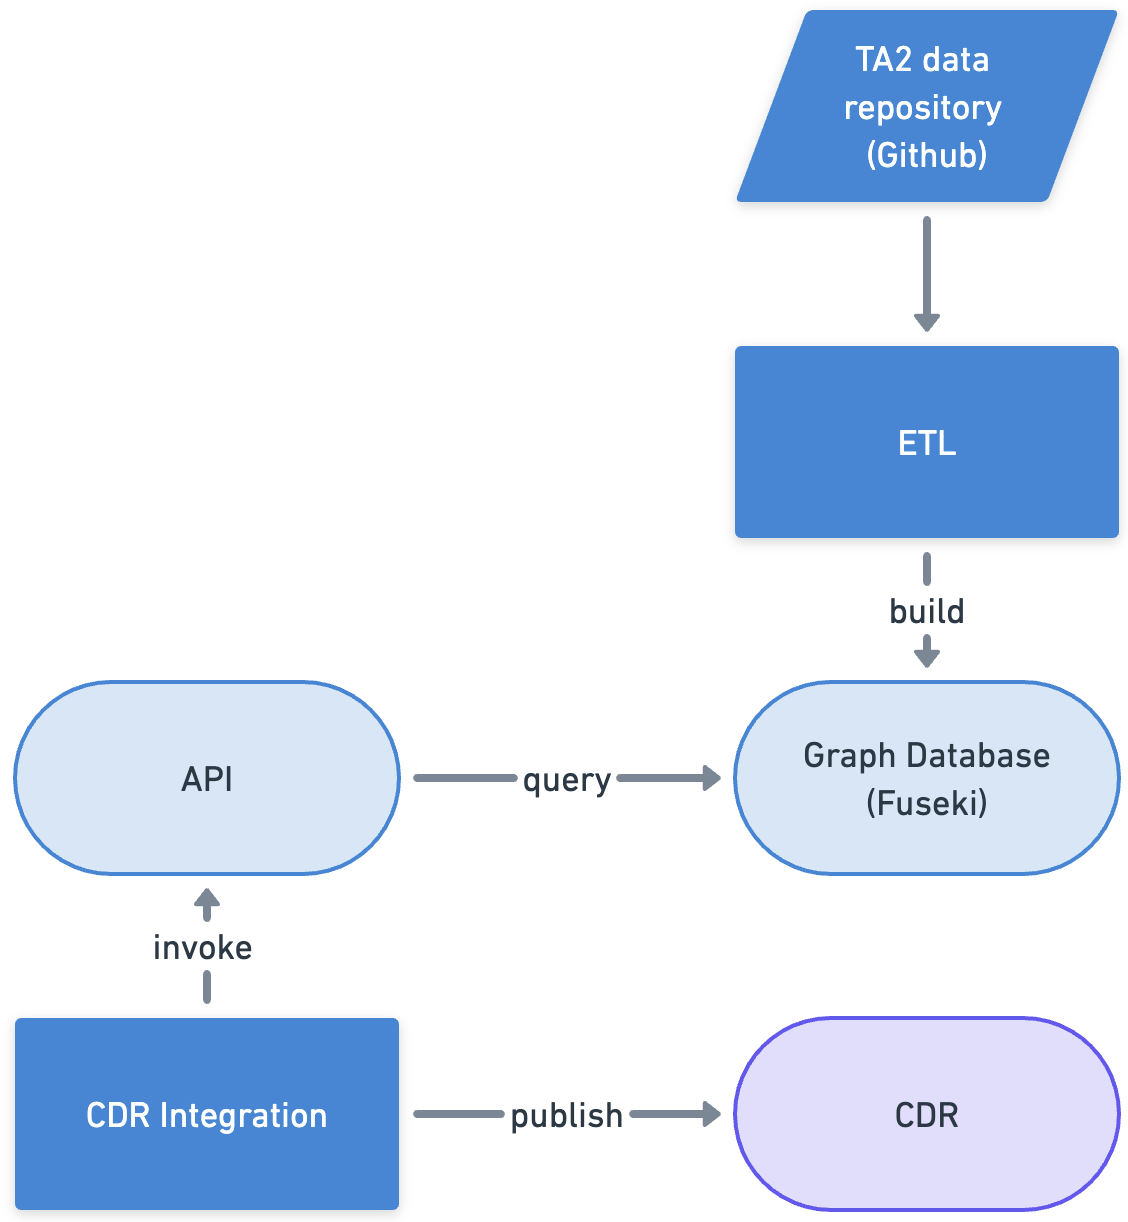 TA2 data
repository
(Github)
ETL
build
API
query
Graph Database
(Fuseki)
invoke
CDR Integration
publish
CDR